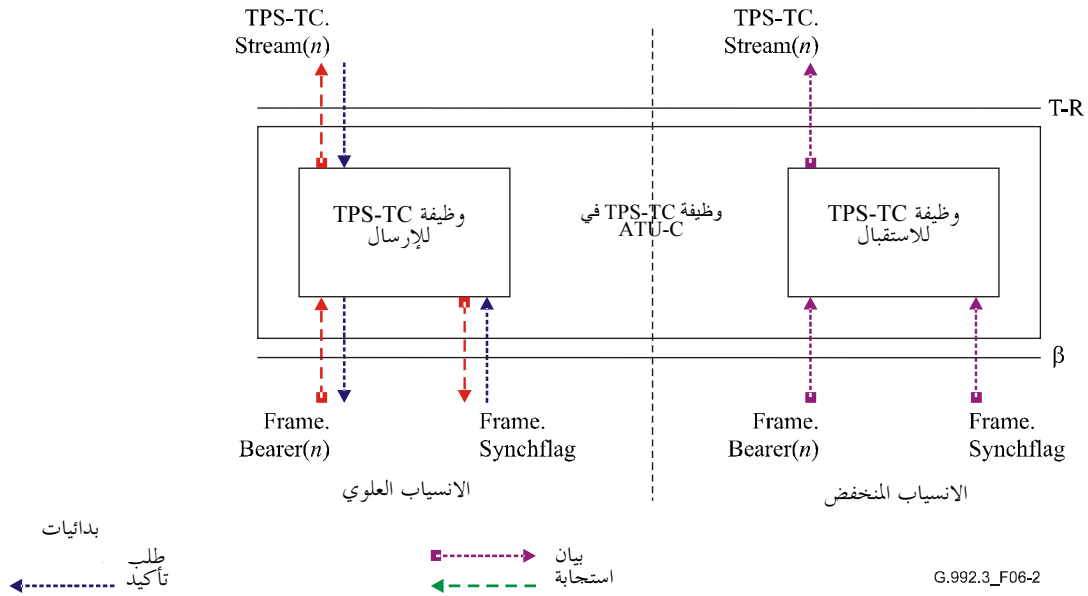 TPS-TC.
Stream(n)
TPS-TC.
Stream(n)
T-R
وظيفة TPS-TC
للإرسال
وظيفة TPS-TC في
ATU-C
وظيفة TPS-TC
للاستقبال
β
Frame.
Bearer(n)
Frame.
Synchflag
Frame.
Bearer(n)
Frame.
Synchflag
الانسياب العلوي
الانسياب المنخفض
بدائيات
طلب
تأكيد
بيان
استجابة
G.992.3_F06-2